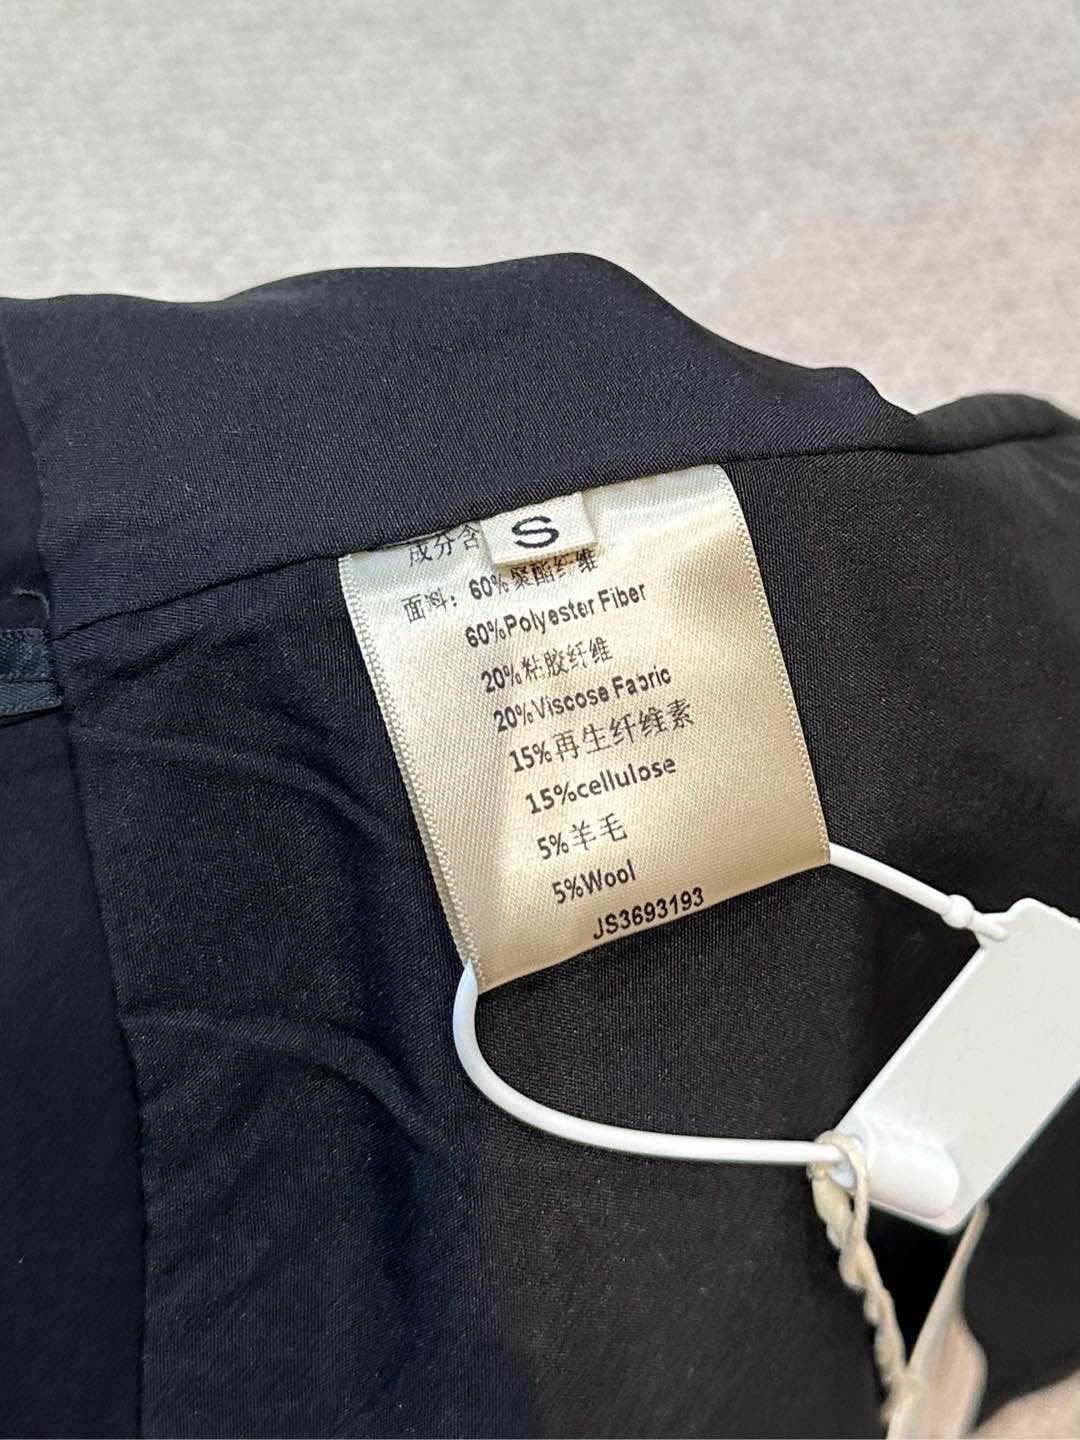 S
成分含
面料：60%聚酯纤维
60%Polyester Fiber
20%粘胶纤维
20%Viscose Fabric
15%再生纤维素
15%cellulose
5%羊毛
5%Wool
JS3693193